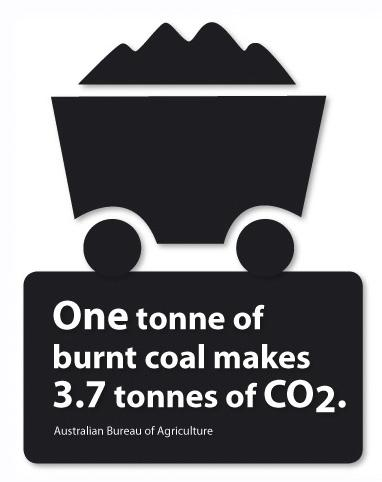 One tonne of
burnt coal makes
3.7 tonnes of CO2.
Australian Bureau of Agriculture